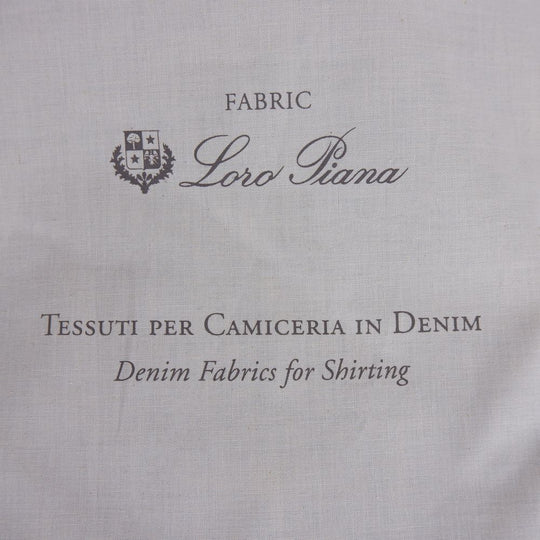 FABRIC
Loro Piana
TESSUTI PER CAMICERIA IN DENIM
Denim Fabrics for Shirting